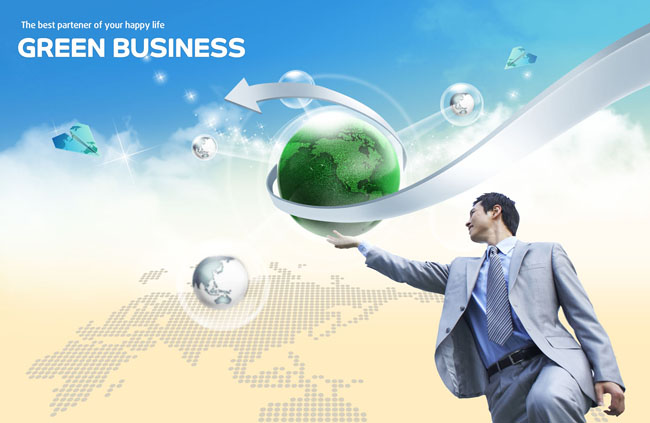 The best partener of your happy life
GREEN BUSINESS